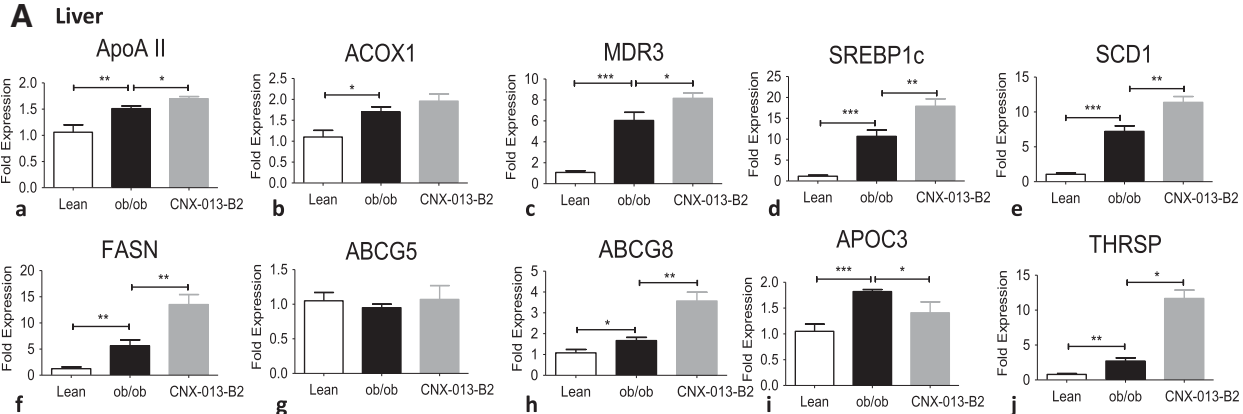 A Liver
ApoA II
Fold Expression
2.0
1.5
1.0
0.5
0.0
**
*
Lean ob/ob CNX-013-B2
a
ACOX1
Fold Expression
2.5
2.0
1.5
1.0
0.5
0.0
*
Lean ob/ob CNX-013-B2
b
MDR3
Fold Expression
10
8
6
4
2
0
***
*
Lean ob/ob CNX-013-B2
c
SREBP1c
Fold Expression
25
20
15
10
5
0
***
**
Lean ob/ob CNX-013-B2
d
SCD1
Fold Expression
15
10
5
0
***
**
Lean ob/ob CNX-013-B2
e
FASN
Fold Expression
20
15
10
5
0
**
**
Lean ob/ob CNX-013-B2
f
ABCG5
Fold Expression
1.5
1.0
0.5
0.0
Lean ob/ob CNX-013-B2
g
ABCG8
Fold Expression
5
4
3
2
1
0
*
**
Lean ob/ob CNX-013-B2
h
APOC3
Fold Expression
2.0
1.5
1.0
0.5
0.0
***
*
Lean ob/ob CNX-013-B2
i
THRSP
Fold Expression
15
10
5
0
**
*
Lean ob/ob CNX-013-B2
j